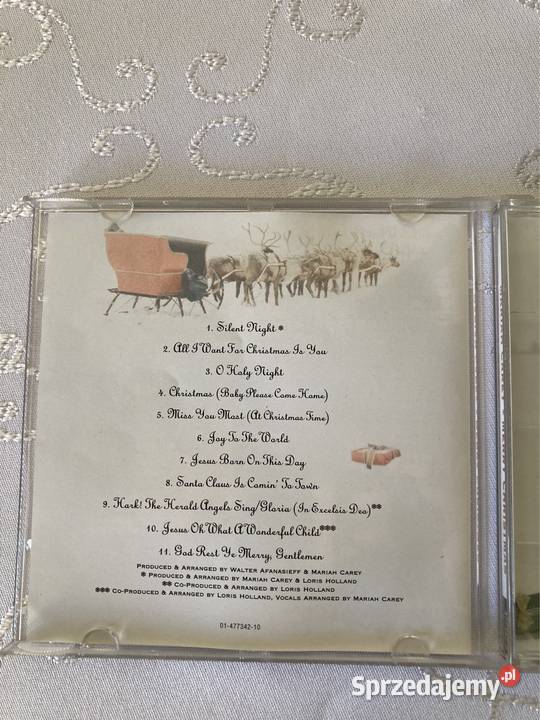 1. Silent Night *
2. All I Want For Christmas Is You
3. O Holy Night
4. Christmas (Baby Please Come Home)
5. Miss You Most (At Christmas Time)
6. Joy To The World
7. Jesus Born On This Day
8. Santa Claus Is Comin' To Town
9. Hark! The Herald Angels Sing/Gloria (In Excelsis Deo)**
10. Jesus Oh What A Wonderful Child***
11. God Rest Ye Merry, Gentlemen
Produced & Arranged by Walter Afanasieff & Mariah Carey
* Produced & Arranged by Mariah Carey & Loris Holland
** Co-Produced & Arranged by Loris Holland
*** Co-Produced & Arranged by Loris Holland, Vocals Arranged by Mariah Carey
01-477342-10
Sprzedajemy.pl